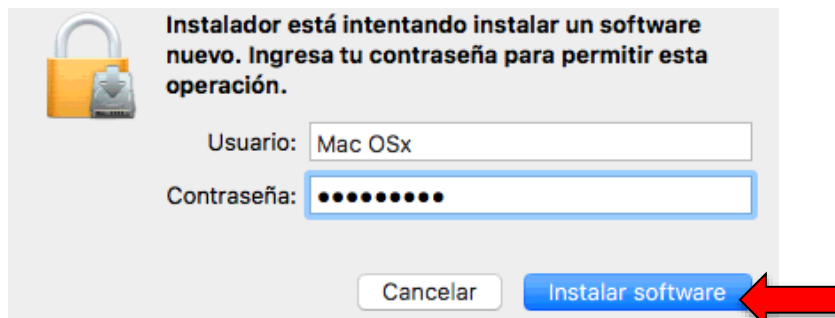 Instalador está intentando instalar un software
nuevo. Ingresa tu contraseña para permitir esta
operación.
Usuario: Mac OSx
Contraseña: •••••••••
Cancelar Instalar software